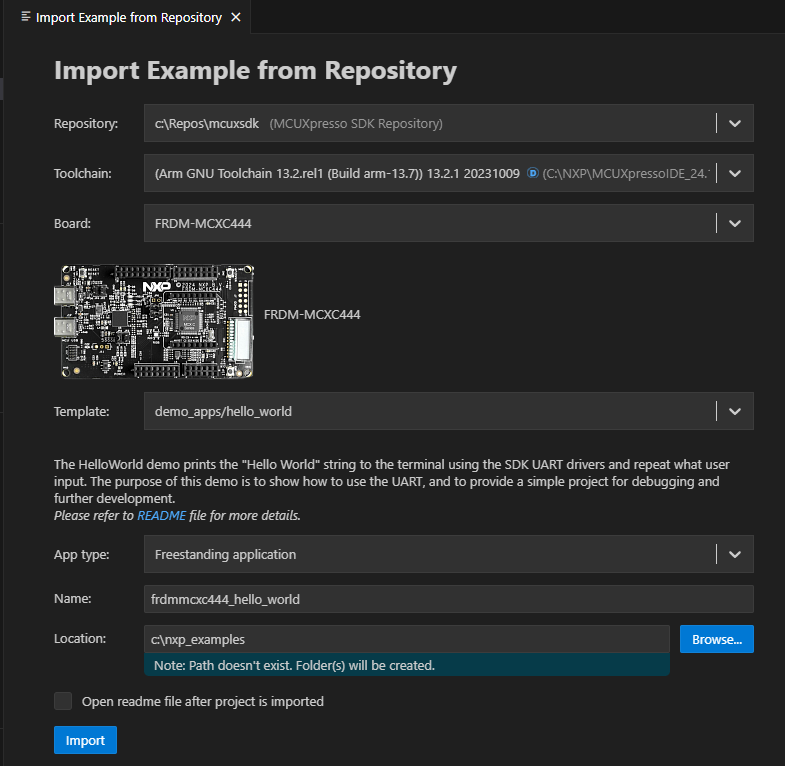 Import Example from Repository
Import Example from Repository
Repository: c:\Repos\mcuxsdk (MCUXpresso SDK Repository)
Toolchain: (Arm GNU Toolchain 13.2.rel1 (Build arm-13.7)) 13.2.1 20231009 (C:\NXP\MCUXpressoIDE_24.
Board: FRDM-MCXC444
NXP © 2024 NXP B.V.
FRDM-MCXC444
FRDM-MCXC444
Template: demo_apps/hello_world
The HelloWorld demo prints the "Hello World" string to the terminal using the SDK UART drivers and repeat what user
input. The purpose of this demo is to show how to use the UART, and to provide a simple project for debugging and
further development.
Please refer to README file for more details.
App type: Freestanding application
Name: frdmmcxc444_hello_world
Location: c:\nxp_examples Browse...
Note: Path doesn't exist. Folder(s) will be created.
Open readme file after project is imported
Import